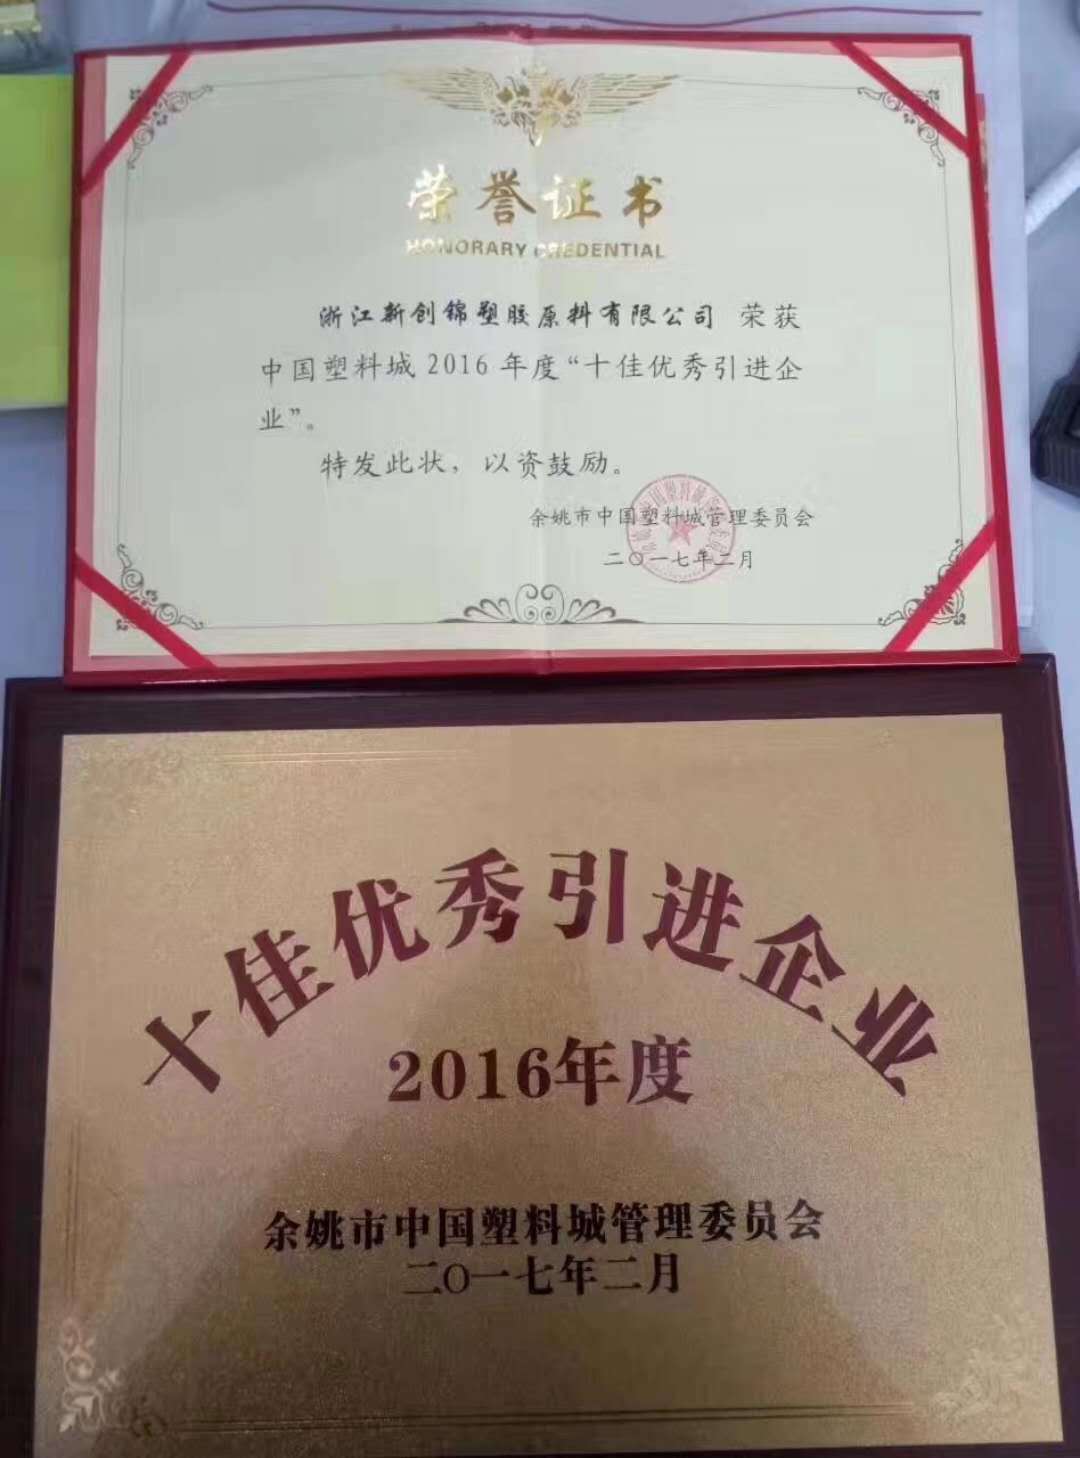 荣誉证书
HONORARY CREDENTIAL
浙江新创锦塑胶原料有限公司 荣获
中国塑料城2016年度“十佳优秀引进企
业”。
特发此状，以资鼓励。
余姚市中国塑料城管理委员会
二〇一七年二月
十佳优秀引进企业
2016年度
余姚市中国塑料城管理委员会
二〇一七年二月